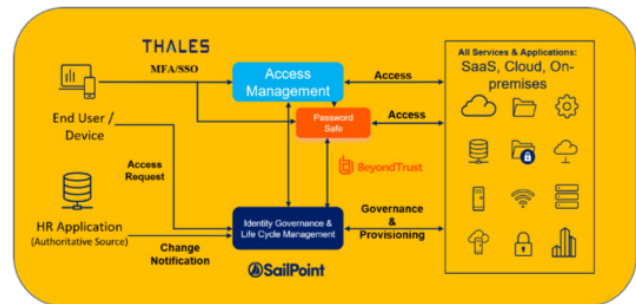 THALES
MFA/SSO
End User /
Device
Access
Management
Password
Safe
Access
Access
BeyondTrust
Access
Request
HR Application
(Authoritative Source)
Change
Notification
Identity Governance &
Life Cycle Management
SailPoint
Governance
&
Provisioning
All Services & Applications:
SaaS, Cloud, On-
premises